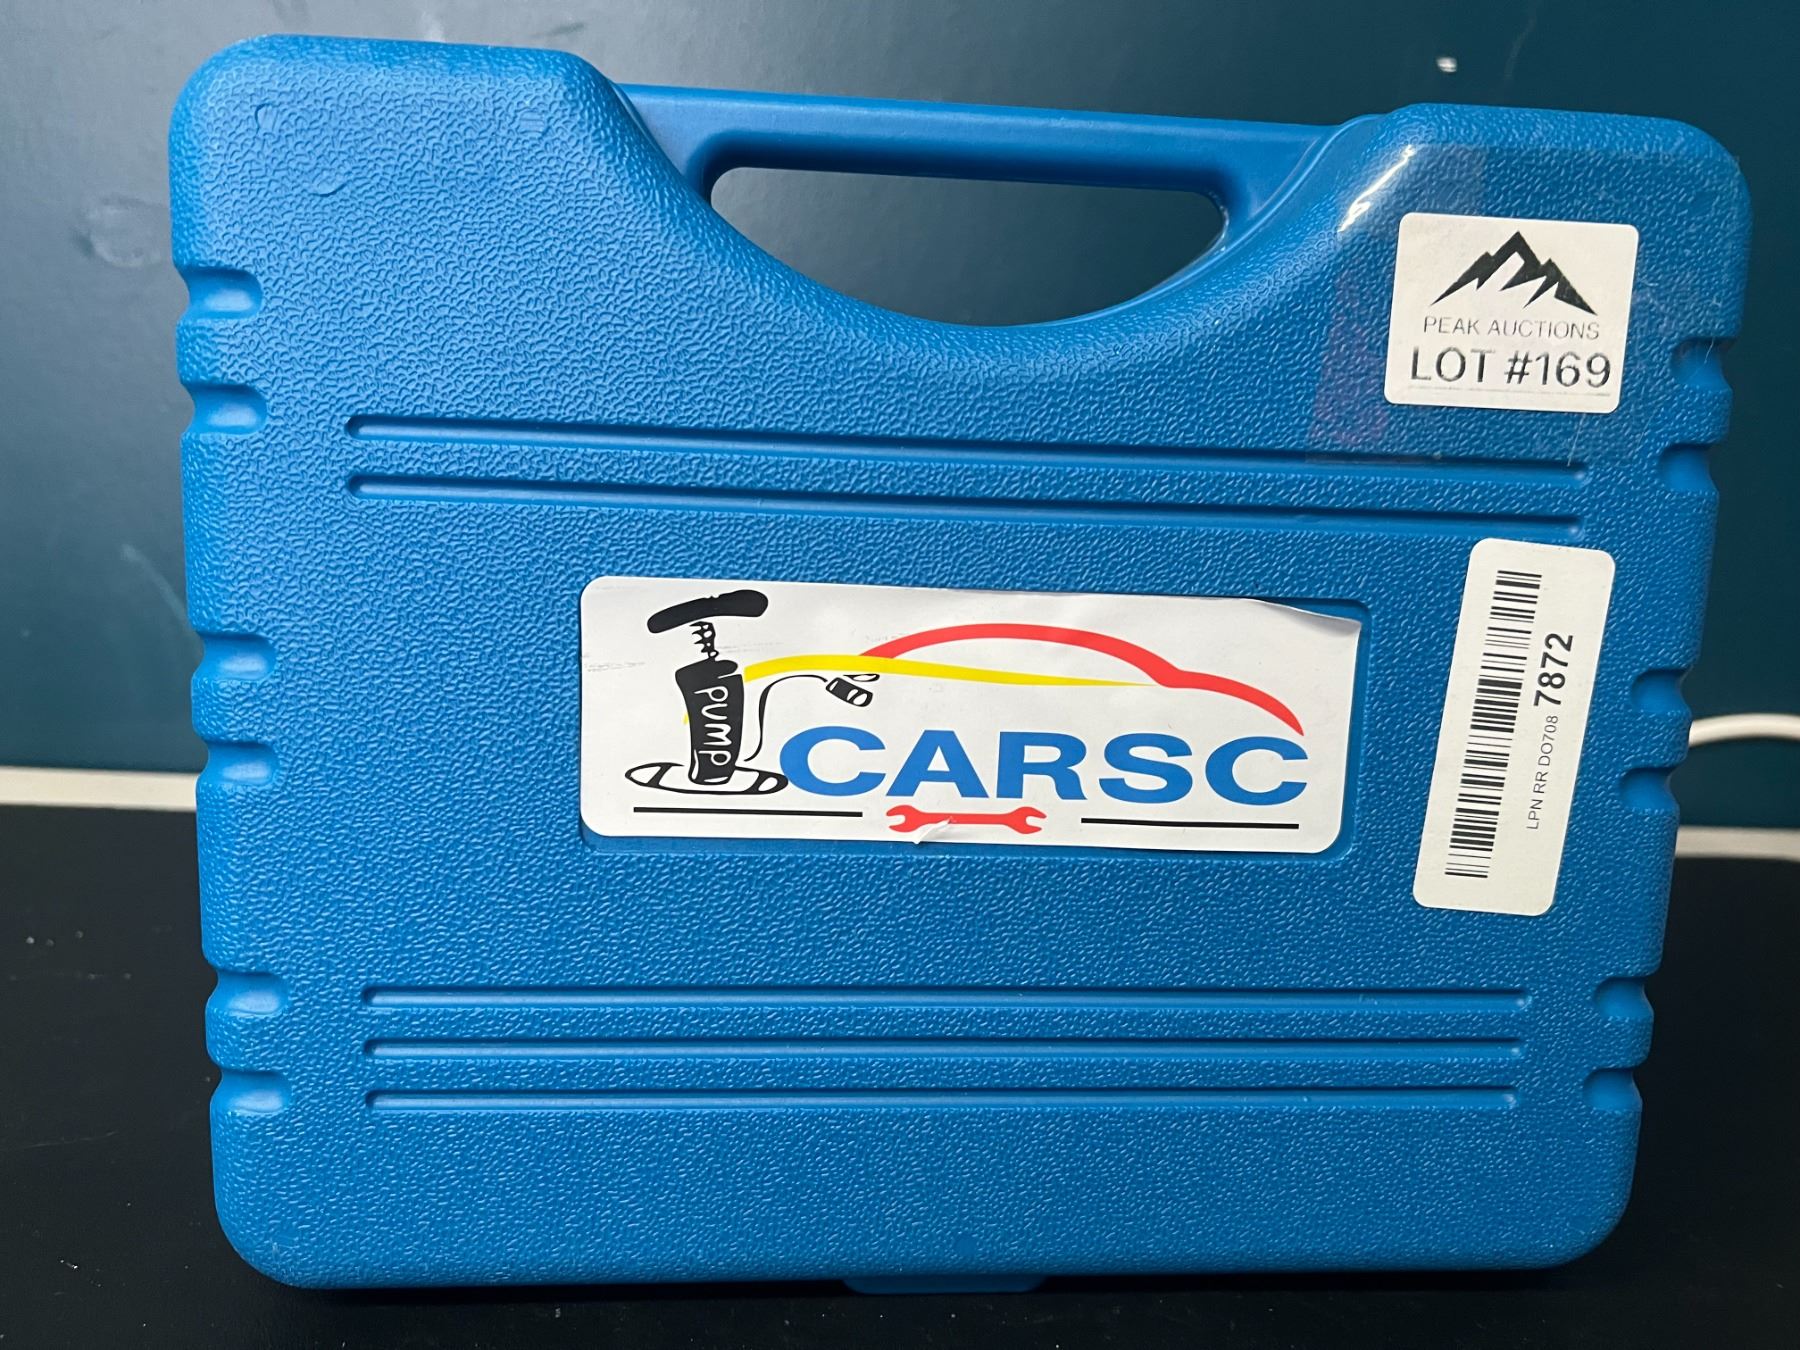 PEAK AUCTIONS
LOT #169
PUMP
CARSC
LPN RR DO708 7872